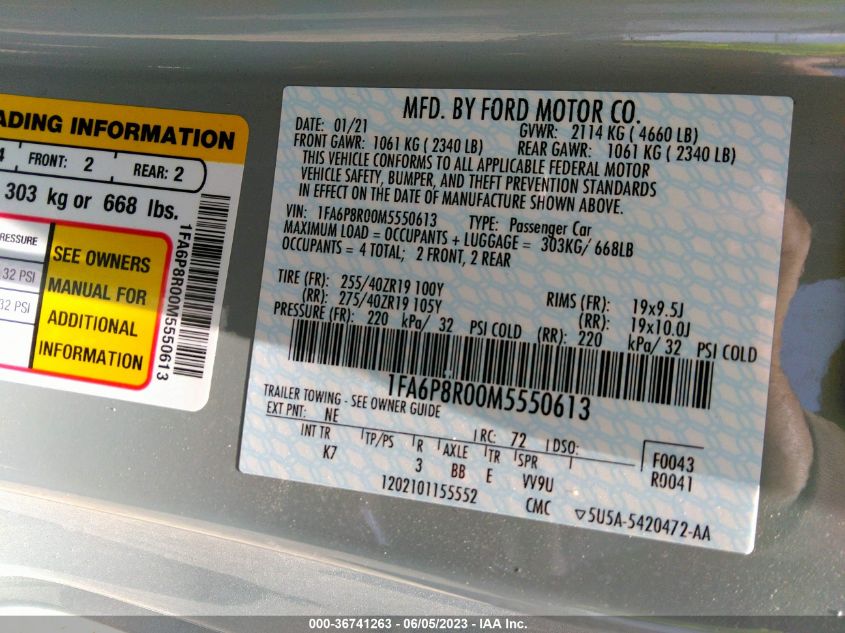 ADING INFORMATION
4 FRONT: 2 REAR: 2
303 kg or 668 lbs.
RESSURE
32 PSI
32 PSI
SEE OWNERS
MANUAL FOR
ADDITIONAL
INFORMATION
1FA6P8R00M5550613
MFD. BY FORD MOTOR CO.
DATE: 01/21 GVWR: 2114 KG ( 4660 LB)
FRONT GAWR: 1061 KG ( 2340 LB) REAR GAWR: 1061 KG ( 2340 LB)
THIS VEHICLE CONFORMS TO ALL APPLICABLE FEDERAL MOTOR
VEHICLE SAFETY, BUMPER, AND THEFT PREVENTION STANDARDS
IN EFFECT ON THE DATE OF MANUFACTURE SHOWN ABOVE.
VIN: 1FA6P8R00M5550613 TYPE: Passenger Car
MAXIMUM LOAD = OCCUPANTS + LUGGAGE = 303KG/ 668LB
OCCUPANTS = 4 TOTAL; 2 FRONT, 2 REAR
TIRE (FR): 255/40ZR19 100Y RIMS (FR): 19x9.5J
(RR): 275/40ZR19 105Y (RR): 19x10.0J
PRESSURE (FR): 220 kPa/ 32 PSI COLD (RR): 220 kPa/ 32 PSI COLD
1FA6P8R00M5550613
TRAILER TOWING - SEE OWNER GUIDE
EXT PNT: NE RC: 72 DSO:
INT TR TP/PS R AXLE TR SPR
K7 3 BB E VV9U
F0043
R0041
1202101155552 CMC ▽5U5A-5420472-AA
000-36741263 - 06/05/2023 - IAA Inc.